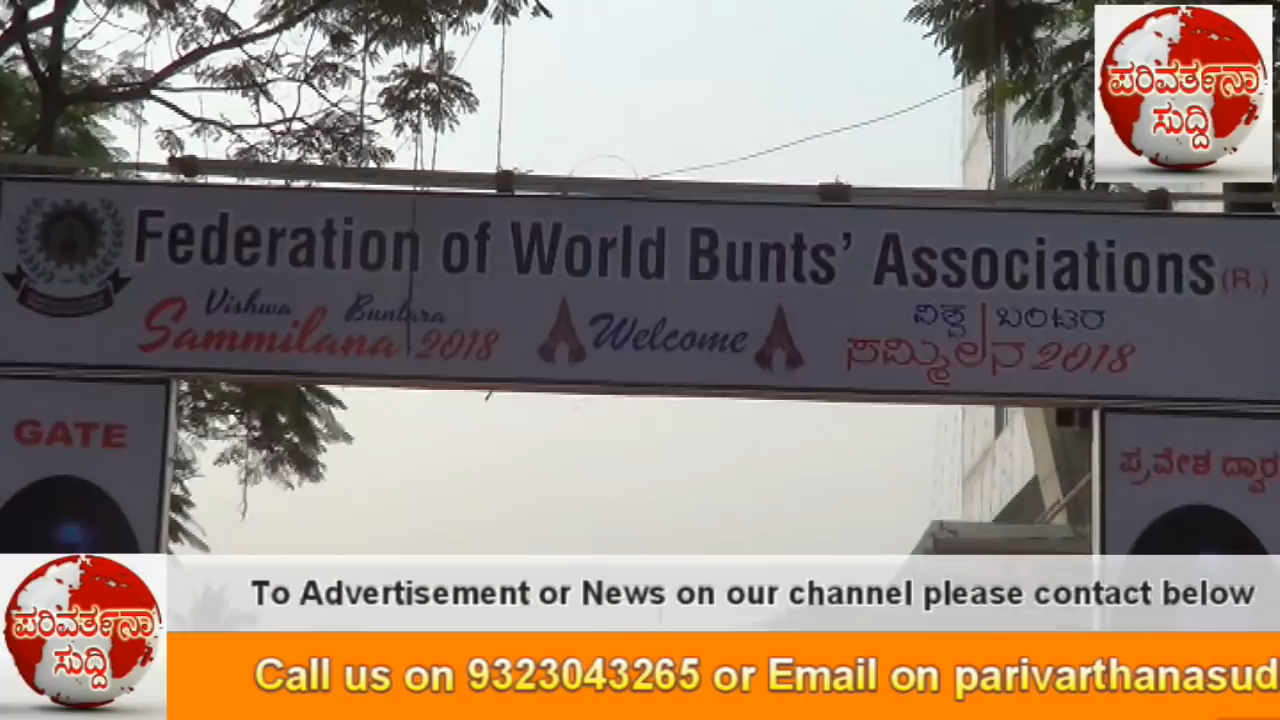 ಪರಿವರ್ತನಾ
ಸುದ್ದಿ
Federation of World Bunts' Associations (R.)
Vishwa Buntara
Sammilana 2018
Welcome
ವಿಶ್ವ ಬಂಟರ
ಸಮ್ಮಿಲನ 2018
GATE
ಪ್ರವೇಶ ದ್ವಾರ
ಪರಿವರ್ತನಾ
ಸುದ್ದಿ
To Advertisement or News on our channel please contact below
Call us on 9323043265 or Email on parivarthanasud